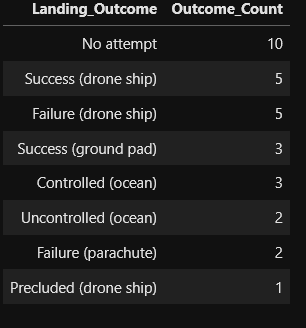 Landing_Outcome Outcome_Count
No attempt 10
Success (drone ship) 5
Failure (drone ship) 5
Success (ground pad) 3
Controlled (ocean) 3
Uncontrolled (ocean) 2
Failure (parachute) 2
Precluded (drone ship) 1